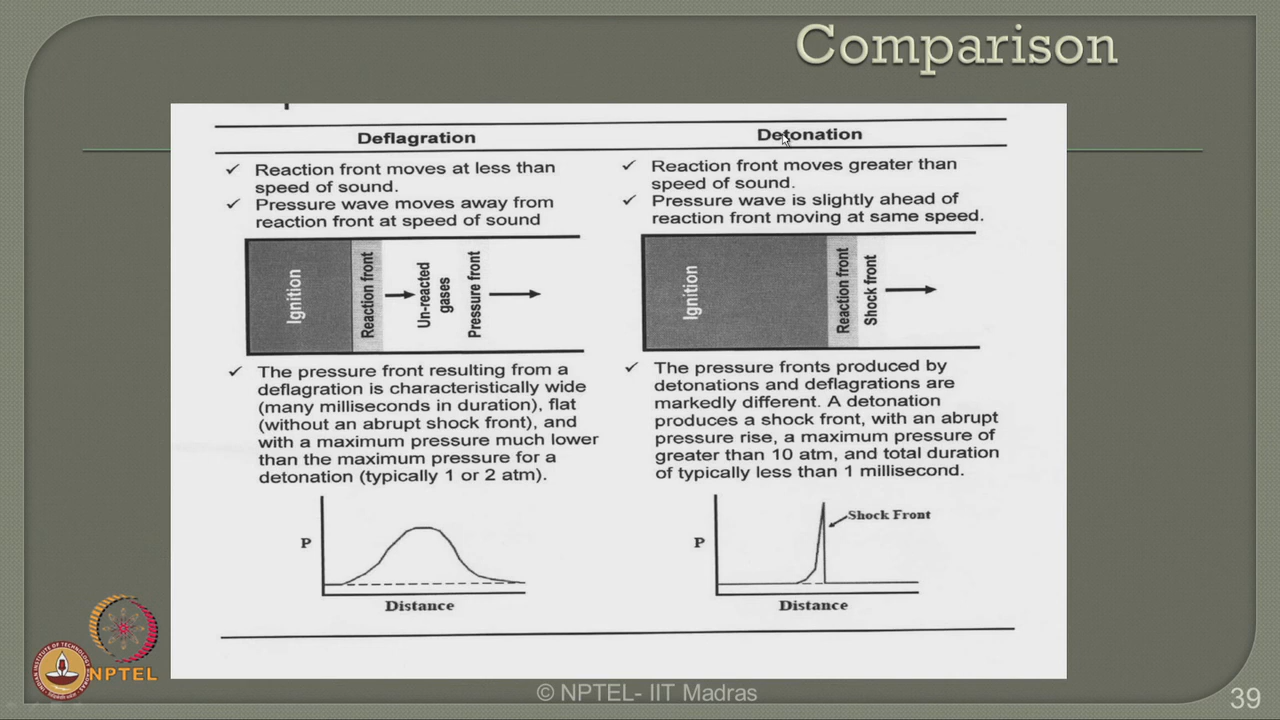 Comparison
Deflagration
✓ Reaction front moves at less than
speed of sound.
✓ Pressure wave moves away from
reaction front at speed of sound
Ignition
Reaction front
Un-reacted
gases
Pressure front
✓ The pressure front resulting from a
deflagration is characteristically wide
(many milliseconds in duration), flat
(without an abrupt shock front), and
with a maximum pressure much lower
than the maximum pressure for a
detonation (typically 1 or 2 atm).
P
Distance
Detonation
✓ Reaction front moves greater than
speed of sound.
✓ Pressure wave is slightly ahead of
reaction front moving at same speed.
Ignition
Reaction front
Shock front
✓ The pressure fronts produced by
detonations and deflagrations are
markedly different. A detonation
produces a shock front, with an abrupt
pressure rise, a maximum pressure of
greater than 10 atm, and total duration
of typically less than 1 millisecond.
Shock Front
P
Distance
NPTEL
© NPTEL- IIT Madras
39